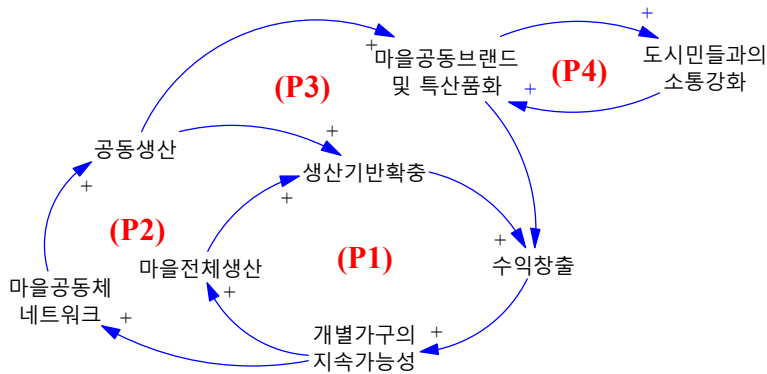 +
+
마을공동브랜드
및 특산품화
(P4)
도시민들과의
소통강화
+
(P3)
공동생산
+
+
생산기반확충
+
+
(P2)
(P1)
마을전체생산
+
수익창출
마을공동체
네트워크
+
+
개별가구의
지속가능성
+